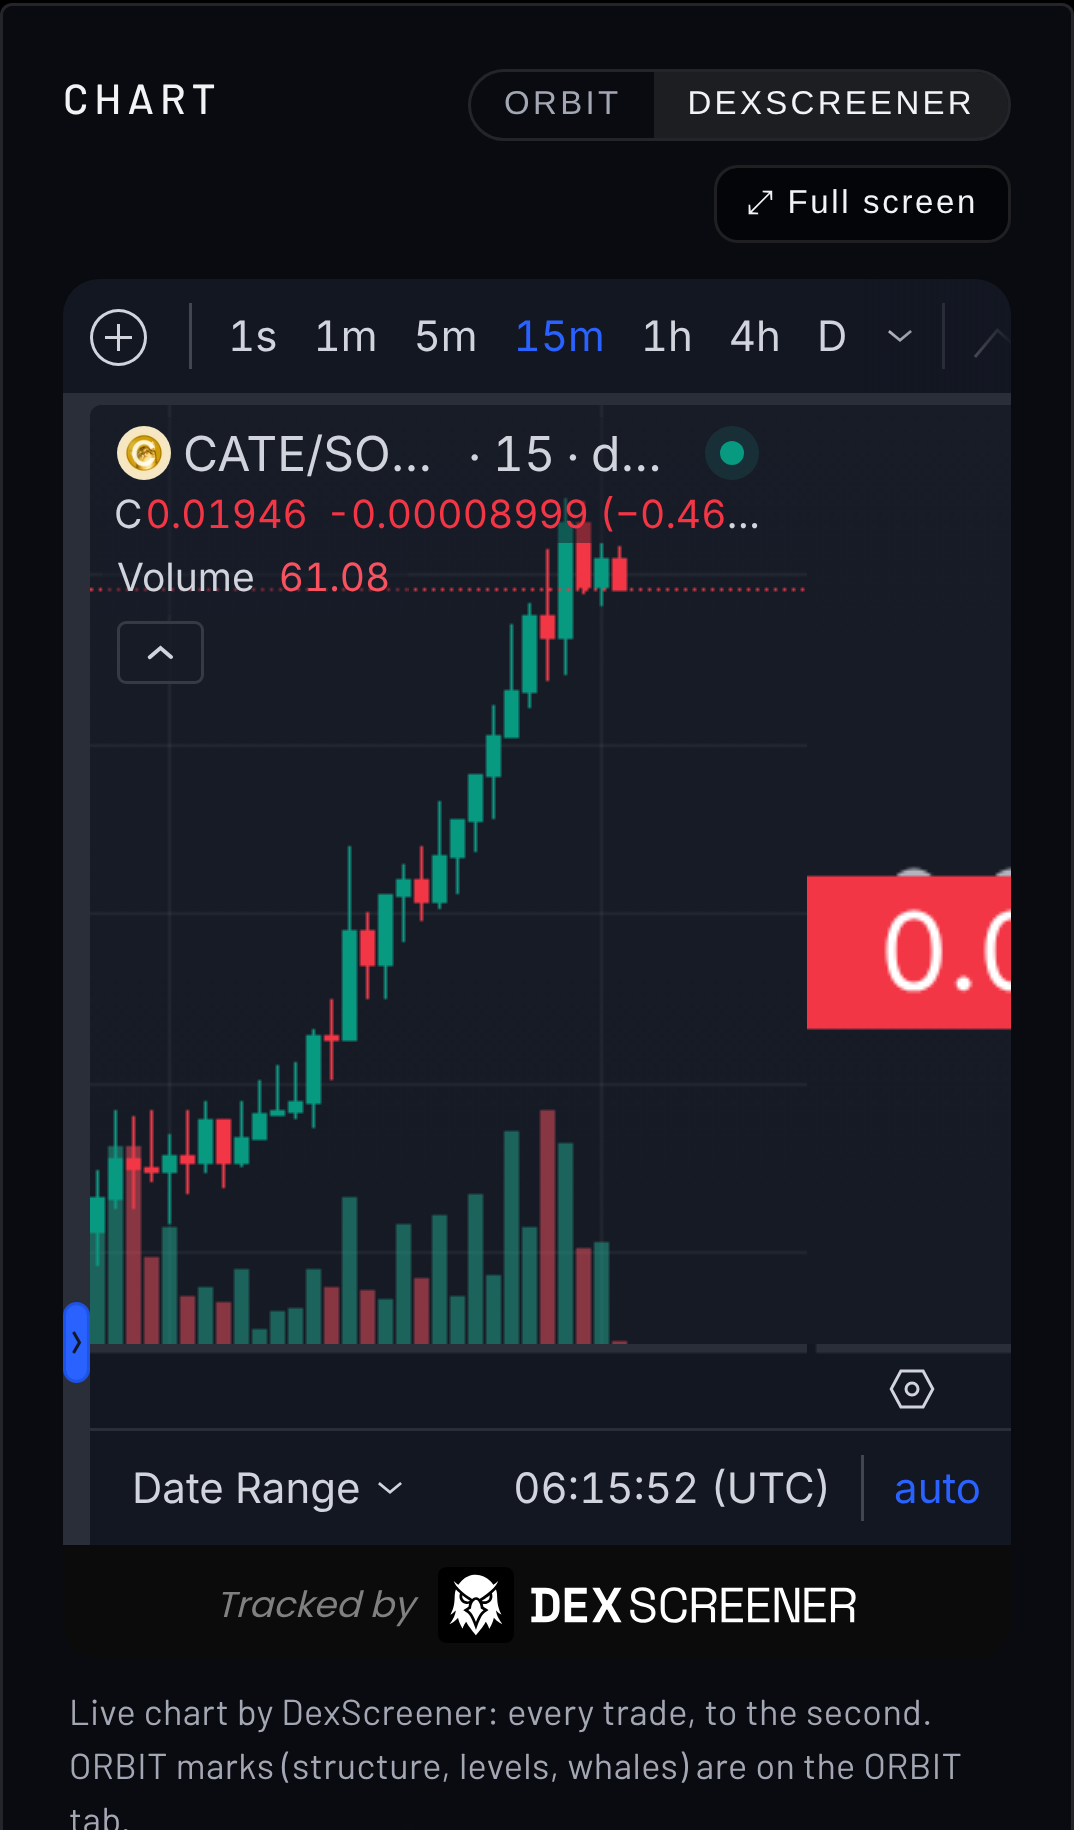 CHART
ORBIT
DEXSCREENER
Full screen
1s 1m 5m 15m 1h 4h D
CATE/SO... · 15 · d...
C0.01946 -0.00008999 (−0.46...
Volume 61.08
0.0
Date Range
06:15:52 (UTC)
auto
Tracked by DEXSCREENER
Live chart by DexScreener: every trade, to the second.
ORBIT marks (structure, levels, whales) are on the ORBIT
tab.